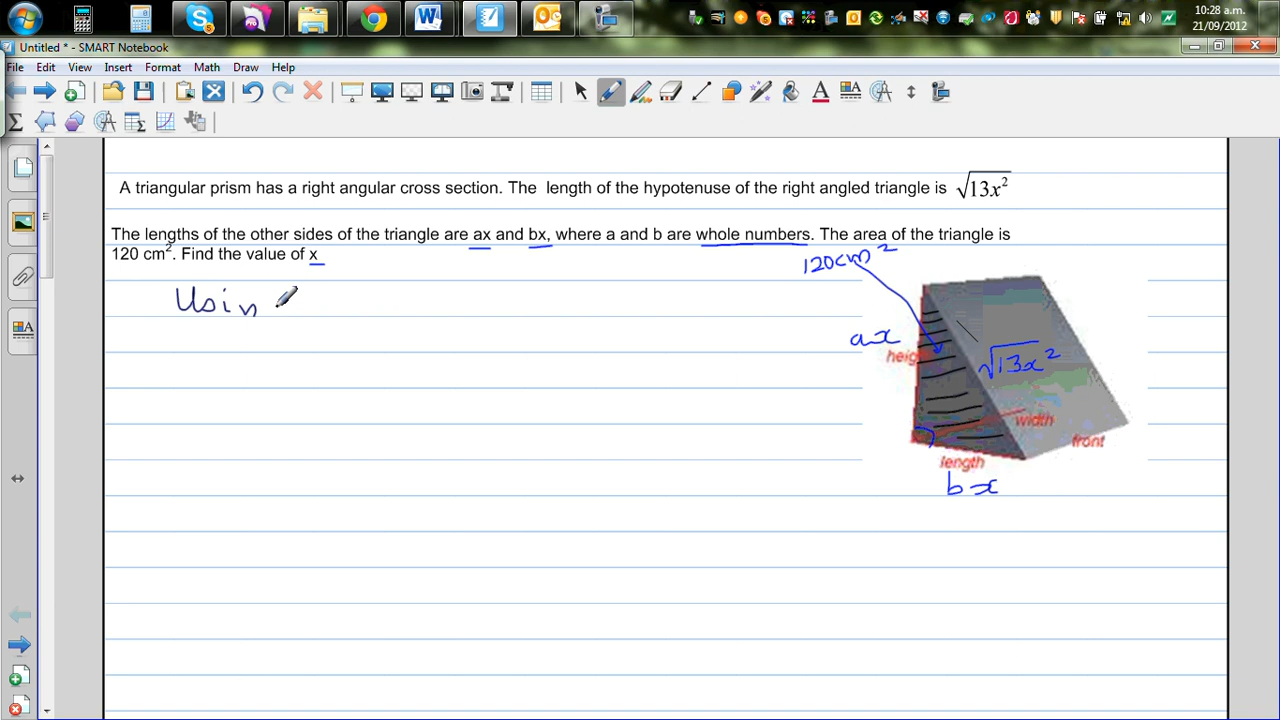 10:28 a.m.
21/09/2012
Untitled * - SMART Notebook
File Edit View Insert Format Math Draw Help
A triangular prism has a right angular cross section. The length of the hypotenuse of the right angled triangle is √13x²
The lengths of the other sides of the triangle are ax and bx, where a and b are whole numbers. The area of the triangle is
120 cm². Find the value of x
120cm²
Usin
ax
height
√13x²
width
front
length
bx